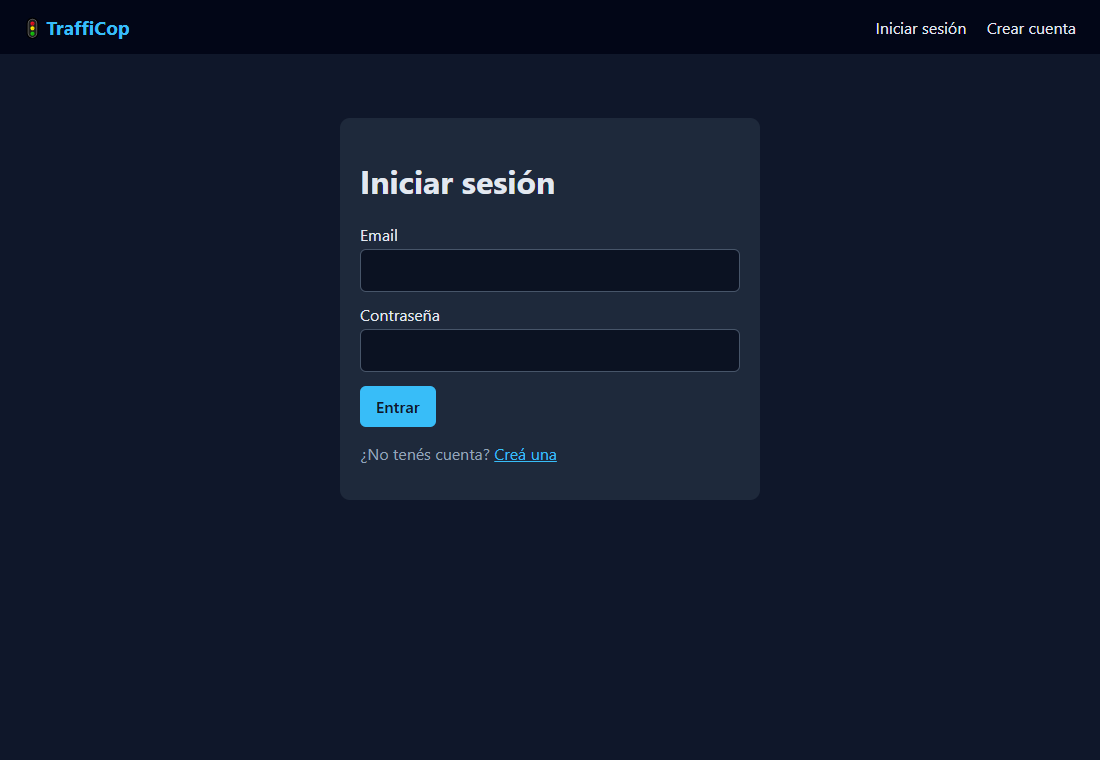 TraffiCop
Iniciar sesión
Crear cuenta
Iniciar sesión
Email
Contraseña
Entrar
¿No tenés cuenta? Creá una